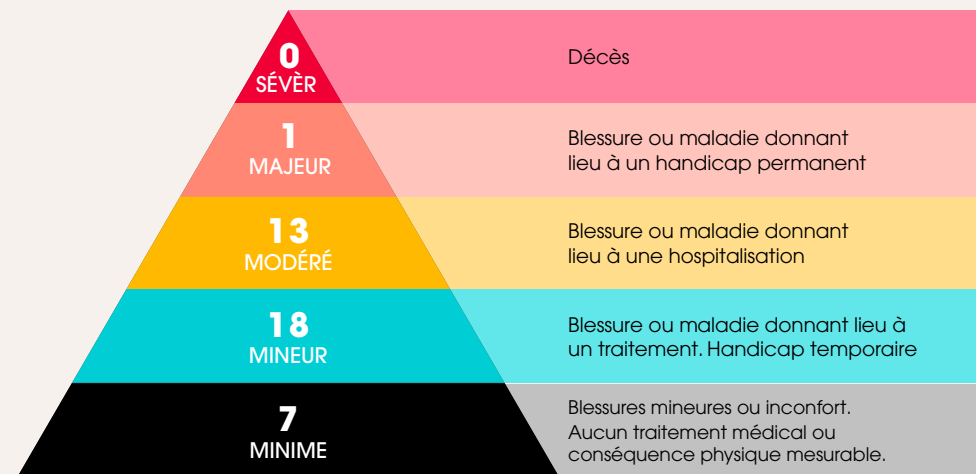 0
SÉVÈR
Décès
1
MAJEUR
Blessure ou maladie donnant
lieu à un handicap permanent
13
MODÉRÉ
Blessure ou maladie donnant
lieu à une hospitalisation
18
MINEUR
Blessure ou maladie donnant lieu à
un traitement. Handicap temporaire
7
MINIME
Blessures mineures ou inconfort.
Aucun traitement médical ou
conséquence physique mesurable.